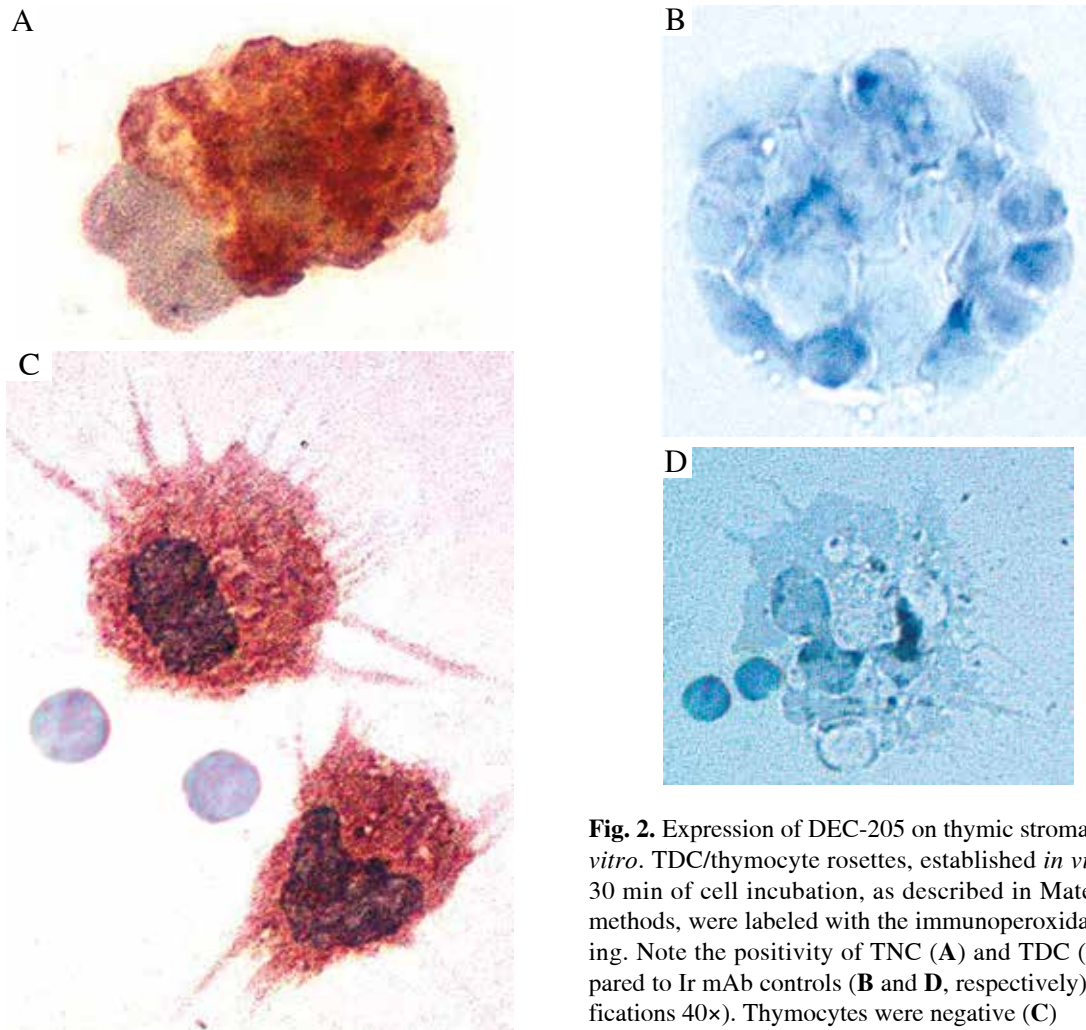 A
B
C
D
Fig. 2. Expression of DEC-205 on thymic stroma
vitro. TDC/thymocyte rosettes, established in vi
30 min of cell incubation, as described in Mate
methods, were labeled with the immunoperoxida
ing. Note the positivity of TNC (A) and TDC (
pared to Ir mAb controls (B and D, respectively)
fications 40×). Thymocytes were negative (C)